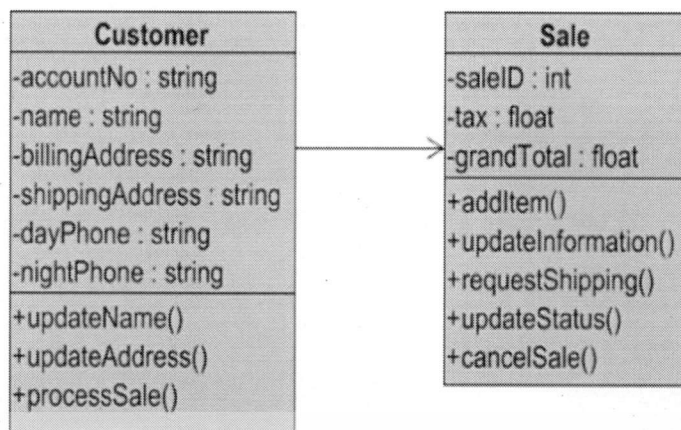 Customer
-accountNo : string
-name : string
-billingAddress : string
-shippingAddress : string
-dayPhone : string
-nightPhone : string
+updateName()
+updateAddress()
+processSale()
Sale
-saleID : int
-tax : float
-grandTotal : float
+addItem()
+updateInformation()
+requestShipping()
+updateStatus()
+cancelSale()